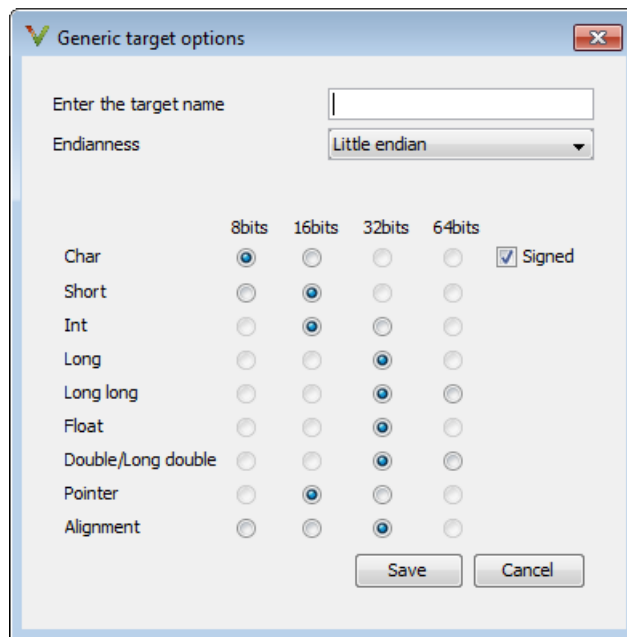 Generic target options
Enter the target name
Endianness Little endian
8bits 16bits 32bits 64bits
Char Signed
Short
Int
Long
Long long
Float
Double/Long double
Pointer
Alignment
Save Cancel